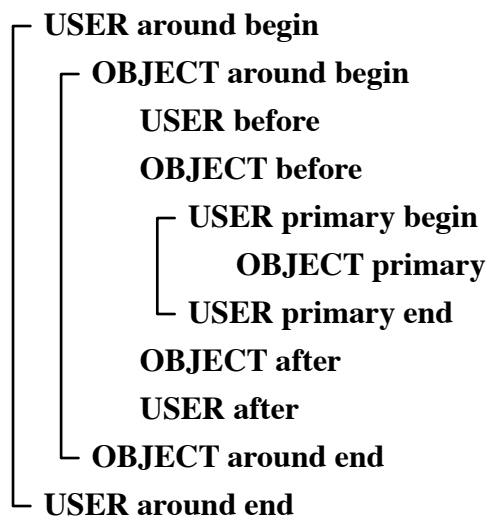 USER around begin
OBJECT around begin
USER before
OBJECT before
USER primary begin
OBJECT primary
USER primary end
OBJECT after
USER after
OBJECT around end
USER around end